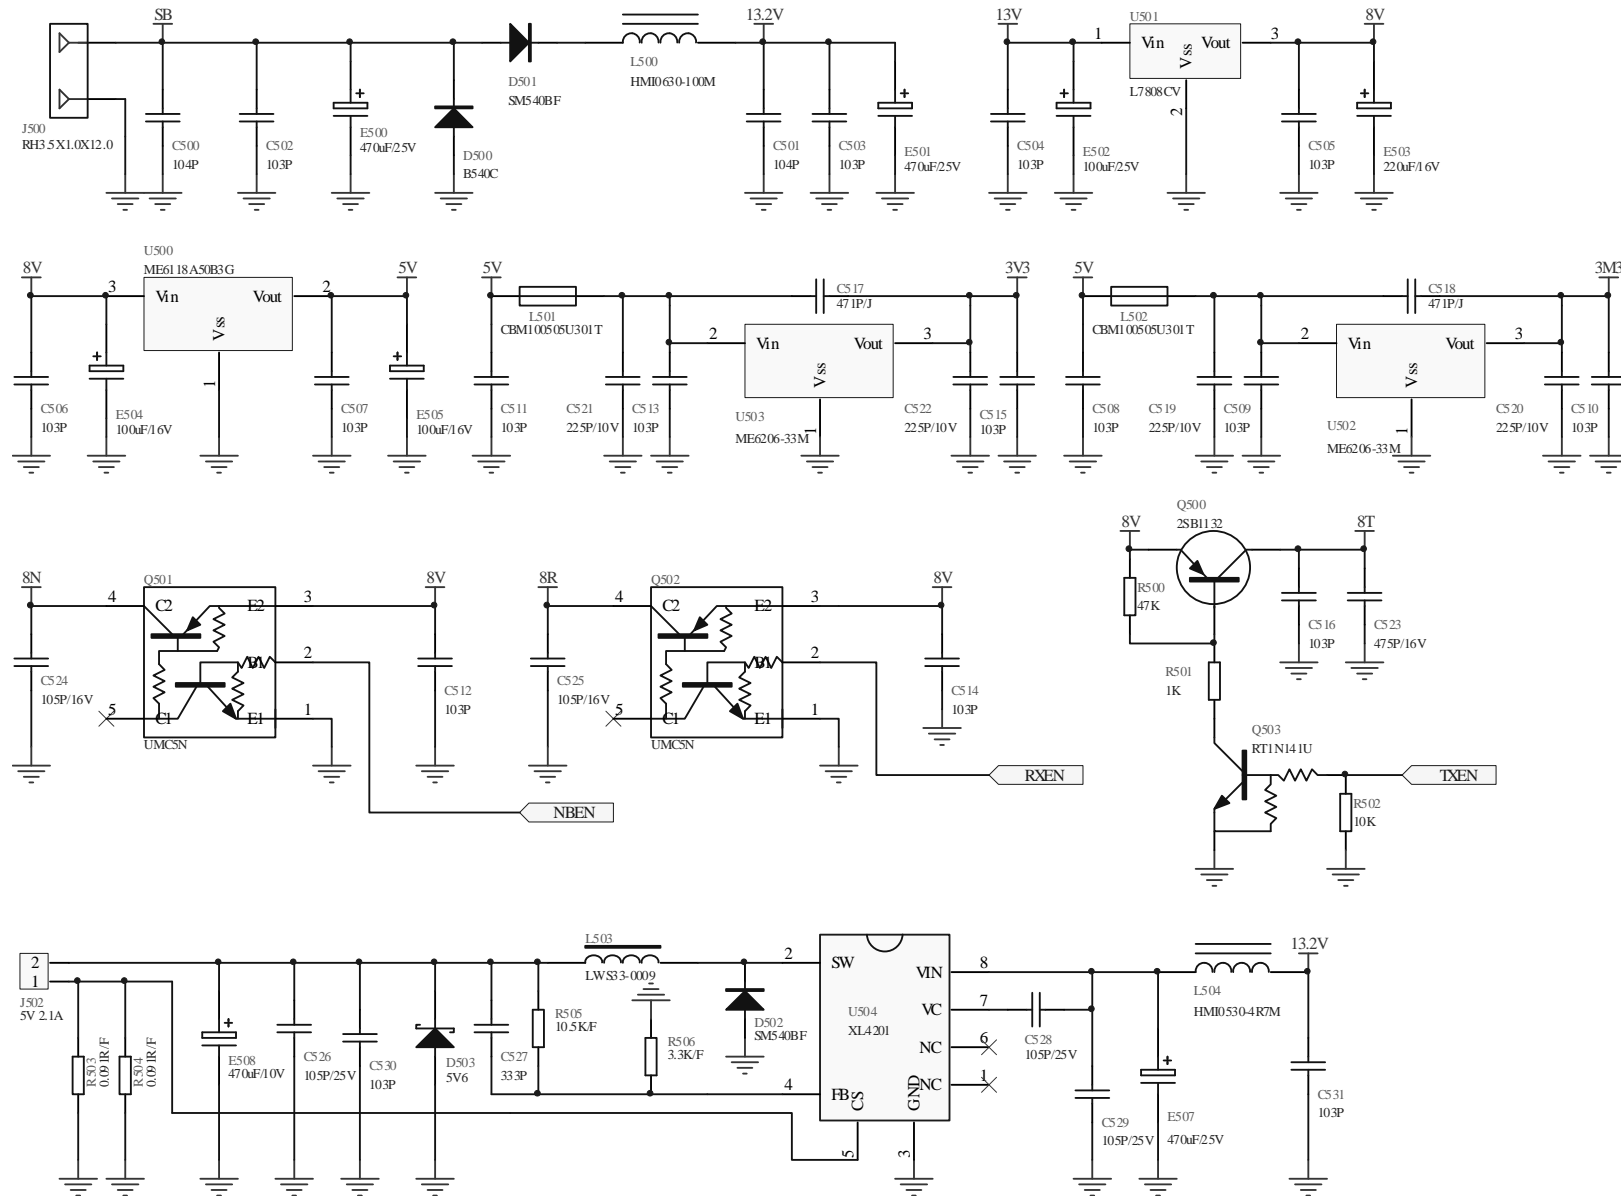 SB
J500
RH3.5X1.0X12.0
C500
104P
C502
103P
+
E500
470uF/25V
D500
B540C
D501
SM540BF
L500
HMI0630-100M
13.2V
C501
104P
C503
103P
+
E501
470uF/25V
13V
C504
103P
+
E502
100uF/25V
U501
1
Vin
Vout
3
Vss
L7808CV
2
8V
C505
103P
+
E503
220uF/16V
8V
U500
ME6118A50B3G
3
Vin
Vout
2
Vss
1
5V
C506
103P
+
E504
100uF/16V
C507
103P
+
E505
100uF/16V
5V
L501
CBM100505U301T
C517
471P/J
3V3
2
Vin
Vout
3
Vss
C511
103P
C521
225P/10V
C513
103P
U503
ME6206-33M
1
C522
225P/10V
C515
103P
5V
L502
CBM100505U301T
C518
471P/J
3M3
2
Vin
Vout
3
Vss
C508
103P
C519
225P/10V
C509
103P
U502
ME6206-33M
1
C520
225P/10V
C510
103P
8N
4
Q501
C2
E2
3
8V
B1
2
5
C1
E1
1
UMC5N
C524
105P/16V
C512
103P
NBEN
8R
4
Q502
C2
E2
3
8V
B1
2
5
C1
E1
1
UMC5N
C525
105P/16V
C514
103P
RXEN
Q500
2SB1132
8V
8T
R500
47K
C516
103P
C523
475P/16V
R501
1K
Q503
RT1N141U
TXEN
R502
10K
2
1
J502
5V 2.1A
R503
0.091R/F
R504
0.091R/F
+
E508
470uF/10V
C526
105P/25V
C530
103P
D503
5V6
C527
333P
R505
10.5K/F
L503
LWS33-0009
R506
3.3K/F
D502
SM540BF
2
SW
VIN
8
U504
XL4201
VC
7
NC
6
4
FB
CS
GND
NC
1
5
3
C528
105P/25V
C529
105P/25V
+
E507
470uF/25V
L504
HMI0530-4R7M
13.2V
C531
103P